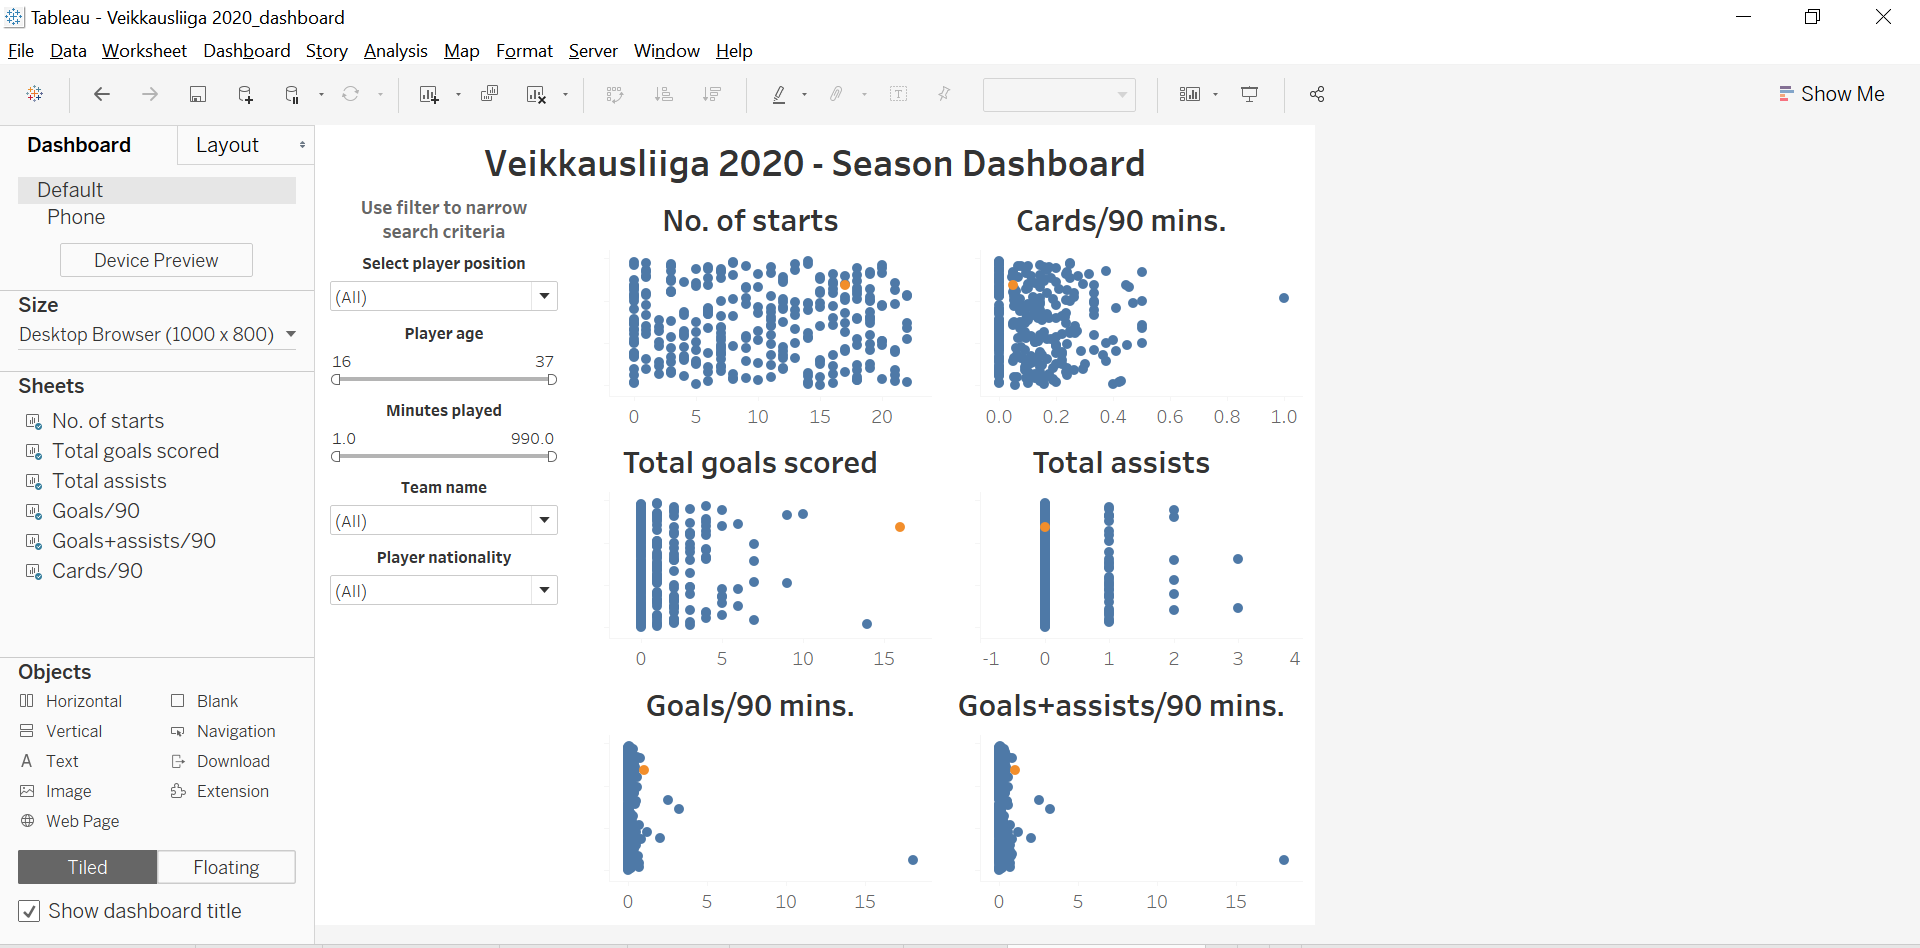 Tableau - Veikkausliiga 2020_dashboard
File Data Worksheet Dashboard Story Analysis Map Format Server Window Help
Show Me
Dashboard Layout
Default
Phone
Device Preview
Size
Desktop Browser (1000 x 800)
Sheets
No. of starts
Total goals scored
Total assists
Goals/90
Goals+assists/90
Cards/90
Objects
Horizontal Blank
Vertical Navigation
Text Download
Image Extension
Web Page
Tiled Floating
Show dashboard title
Veikkausliiga 2020 - Season Dashboard
Use filter to narrow
search criteria
Select player position
(All)
Player age
16 37
Minutes played
1.0 990.0
Team name
(All)
Player nationality
(All)
No. of starts
0 5 10 15 20
Cards/90 mins.
0.0 0.2 0.4 0.6 0.8 1.0
Total goals scored
0 5 10 15
Total assists
-1 0 1 2 3 4
Goals/90 mins.
0 5 10 15
Goals+assists/90 mins.
0 5 10 15